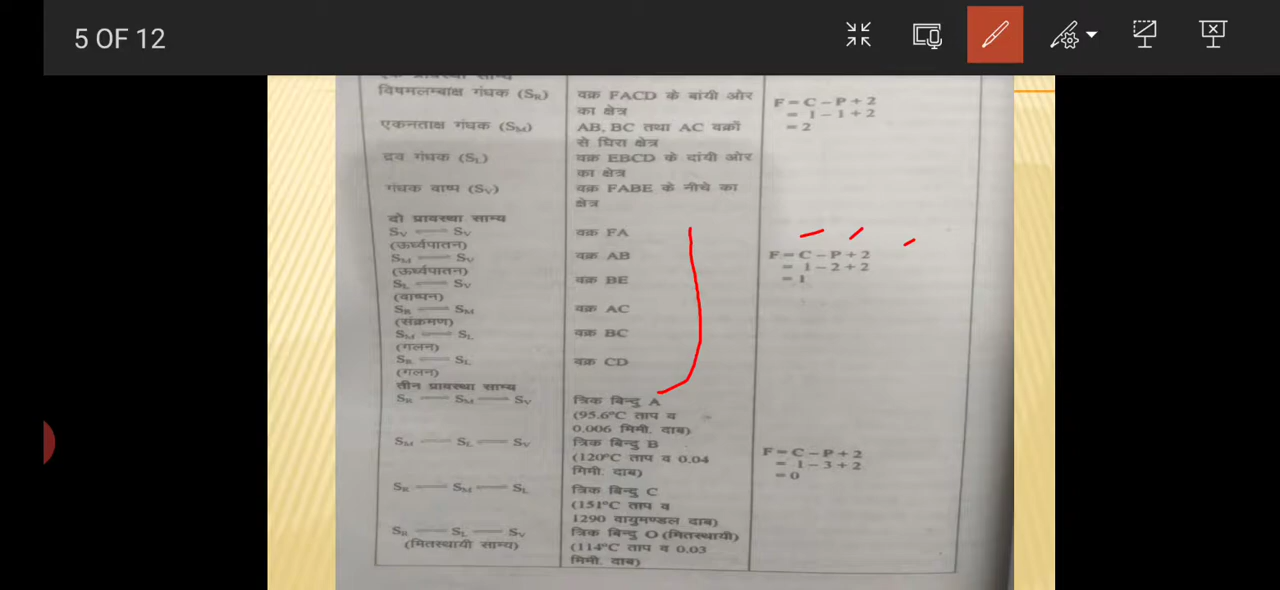 5 OF 12
विषमलम्बाक्ष गंधक (SR)
वक्र FACD के बांयी ओर
का क्षेत्र
F = C – P + 2
= 1 – 1 + 2
= 2
एकनताक्ष गंधक (SM)
AB, BC तथा AC वक्रों
से घिरा क्षेत्र
द्रव गंधक (SL)
वक्र EBCD के दांयी ओर
का क्षेत्र
गंधक वाष्प (SV)
वक्र FABE के नीचे का
क्षेत्र
दो प्रावस्था साम्य
SV SV
वक्र FA
(ऊर्ध्वपातन)
SM SV
वक्र AB
(ऊर्ध्वपातन)
SL SV
वक्र BE
(वाष्पन)
SR SM
वक्र AC
(संक्रमण)
SM SL
वक्र BC
(गलन)
SR SL
वक्र CD
(गलन)
F = C – P + 2
= 1 – 2 + 2
= 1
तीन प्रावस्था साम्य
SR SM SV
त्रिक बिन्दु A
(95.6°C ताप व
0.006 मिमी. दाब)
SM SL SV
त्रिक बिन्दु B
(120°C ताप व 0.04
मिमी. दाब)
F = C – P + 2
= 1 – 3 + 2
= 0
SR SM SL
त्रिक बिन्दु C
(151°C ताप व
1290 वायुमण्डल दाब)
SR SL SV
(मितस्थायी साम्य)
त्रिक बिन्दु O (मितस्थायी)
(114°C ताप व 0.03
मिमी. दाब)